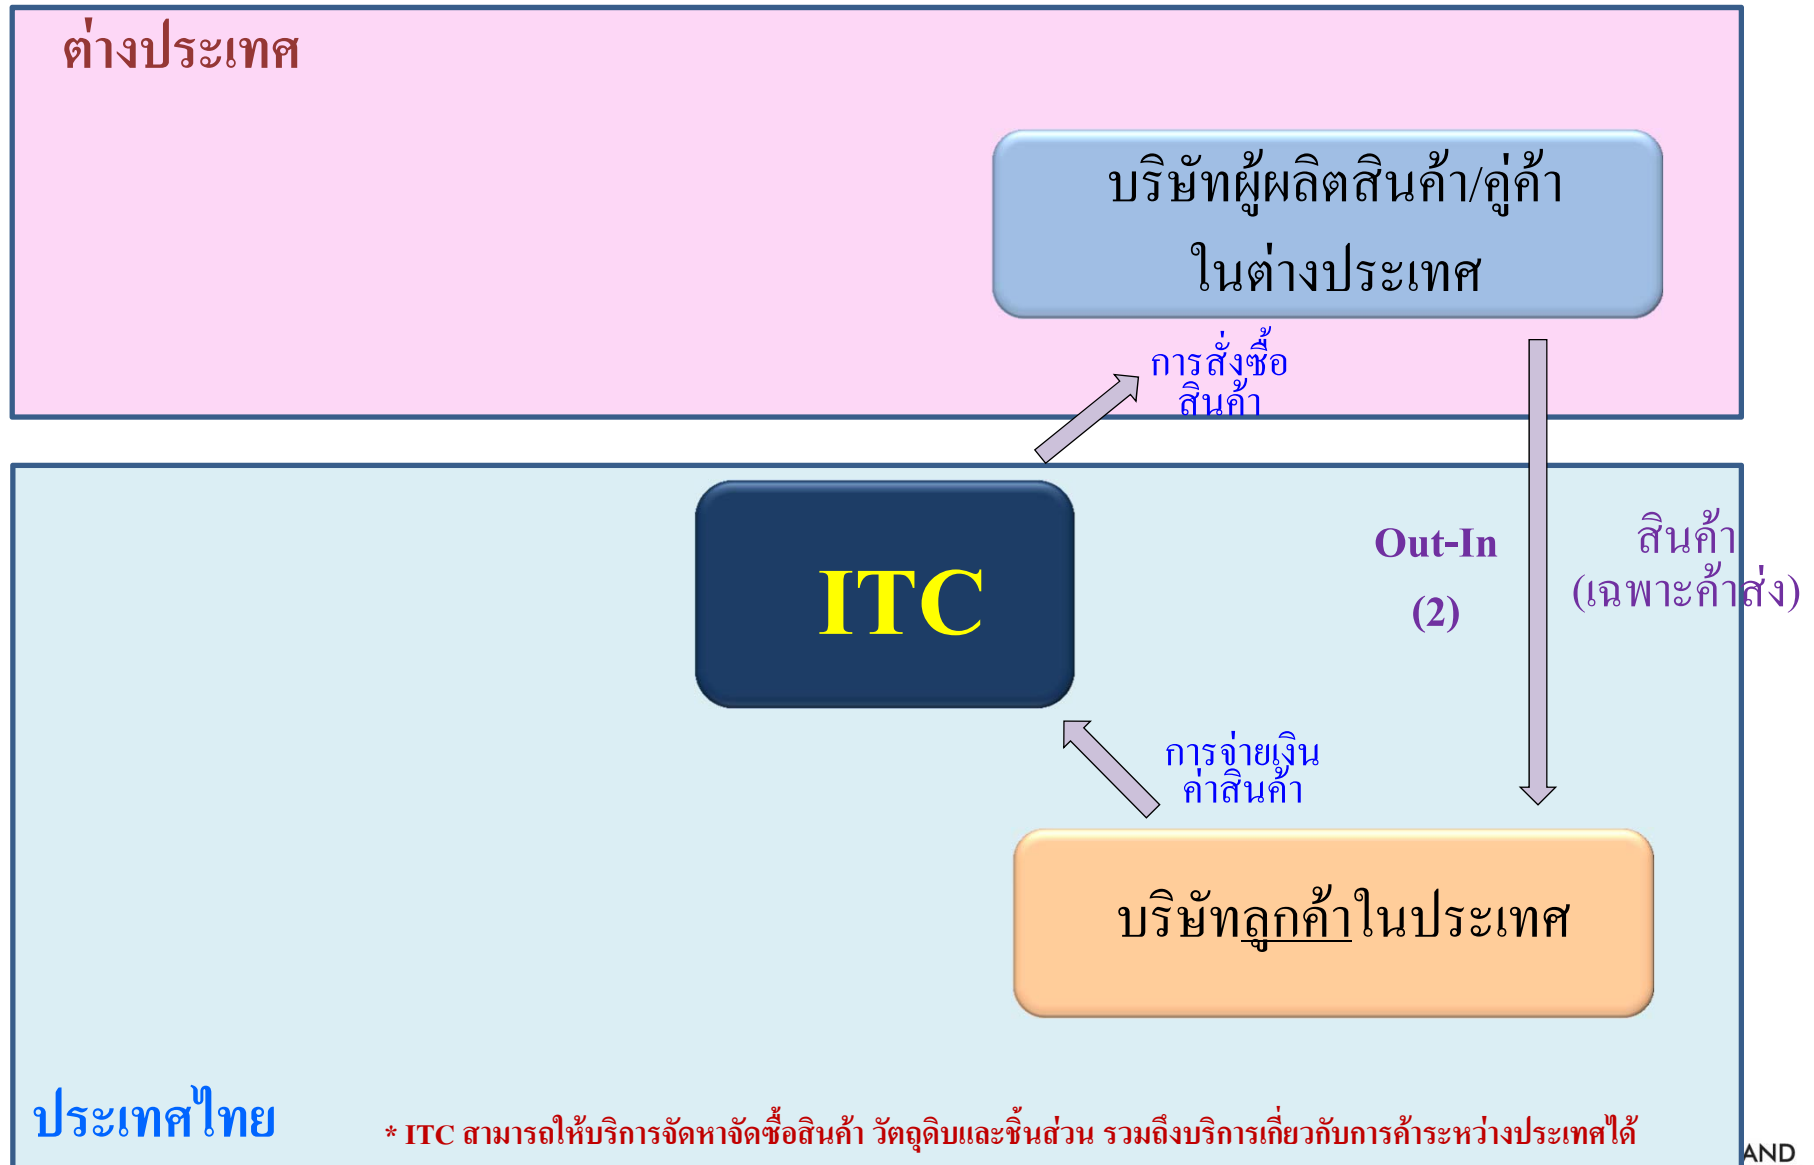 ต่างประเทศ
บริษัทผู้ผลิตสินค้า/คู่ค้า
ในต่างประเทศ
การสั่งซื้อ
สินค้า
ITC
Out-In
(2)
สินค้า
(เฉพาะค้าส่ง)
การจ่ายเงิน
ค่าสินค้า
บริษัทลูกค้าในประเทศ
ประเทศไทย
* ITC สามารถให้บริการจัดหาจัดซื้อสินค้า วัตถุดิบและชิ้นส่วน รวมถึงบริการเกี่ยวกับการค้าระหว่างประเทศได้
AND